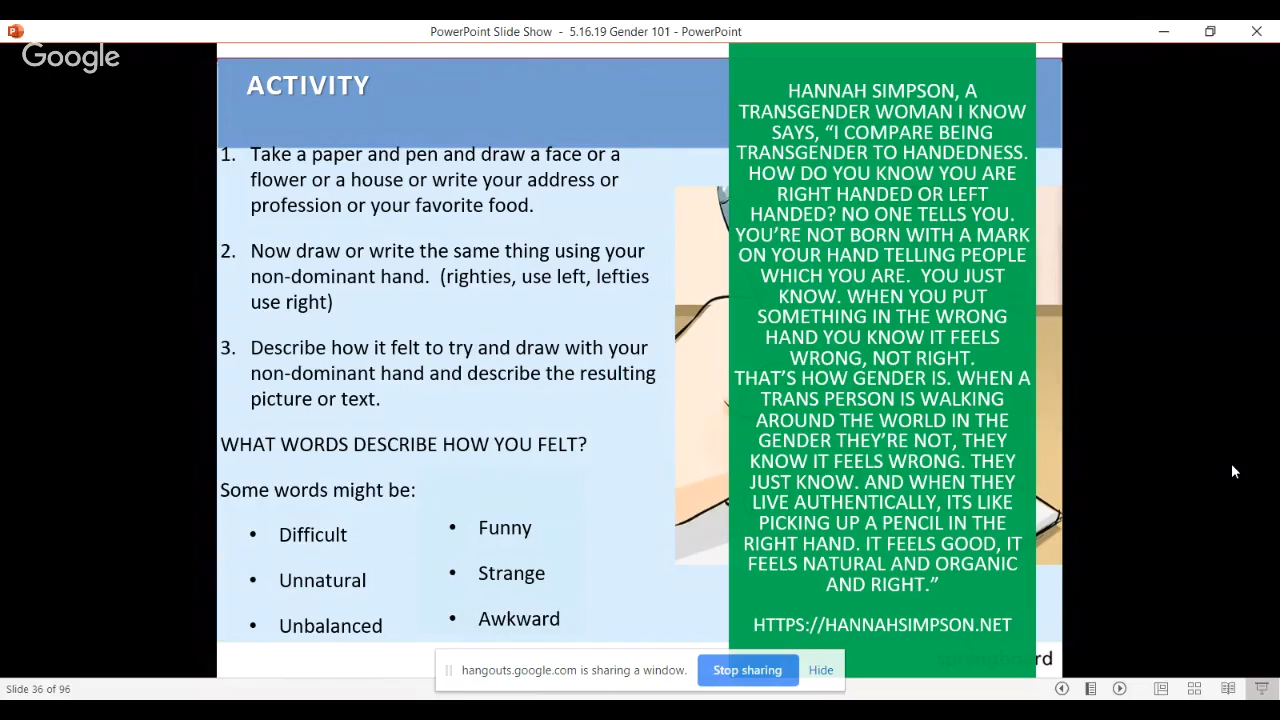 PowerPoint Slide Show - 5.16.19 Gender 101 - PowerPoint
Google
ACTIVITY
1. Take a paper and pen and draw a face or a
flower or a house or write your address or
profession or your favorite food.
2. Now draw or write the same thing using your
non-dominant hand. (righties, use left, lefties
use right)
3. Describe how it felt to try and draw with your
non-dominant hand and describe the resulting
picture or text.
WHAT WORDS DESCRIBE HOW YOU FELT?
Some words might be:
• Difficult
• Unnatural
• Unbalanced
• Funny
• Strange
• Awkward
HANNAH SIMPSON, A
TRANSGENDER WOMAN I KNOW
SAYS, “I COMPARE BEING
TRANSGENDER TO HANDEDNESS.
HOW DO YOU KNOW YOU ARE
RIGHT HANDED OR LEFT
HANDED? NO ONE TELLS YOU.
YOU’RE NOT BORN WITH A MARK
ON YOUR HAND TELLING PEOPLE
WHICH YOU ARE. YOU JUST
KNOW. WHEN YOU PUT
SOMETHING IN THE WRONG
HAND YOU KNOW IT FEELS
WRONG, NOT RIGHT.
THAT’S HOW GENDER IS. WHEN A
TRANS PERSON IS WALKING
AROUND THE WORLD IN THE
GENDER THEY’RE NOT, THEY
KNOW IT FEELS WRONG. THEY
JUST KNOW. AND WHEN THEY
LIVE AUTHENTICALLY, ITS LIKE
PICKING UP A PENCIL IN THE
RIGHT HAND. IT FEELS GOOD, IT
FEELS NATURAL AND ORGANIC
AND RIGHT.”
HTTPS://HANNAHSIMPSON.NET
springboard
hangouts.google.com is sharing a window.
Stop sharing
Hide
Slide 36 of 96